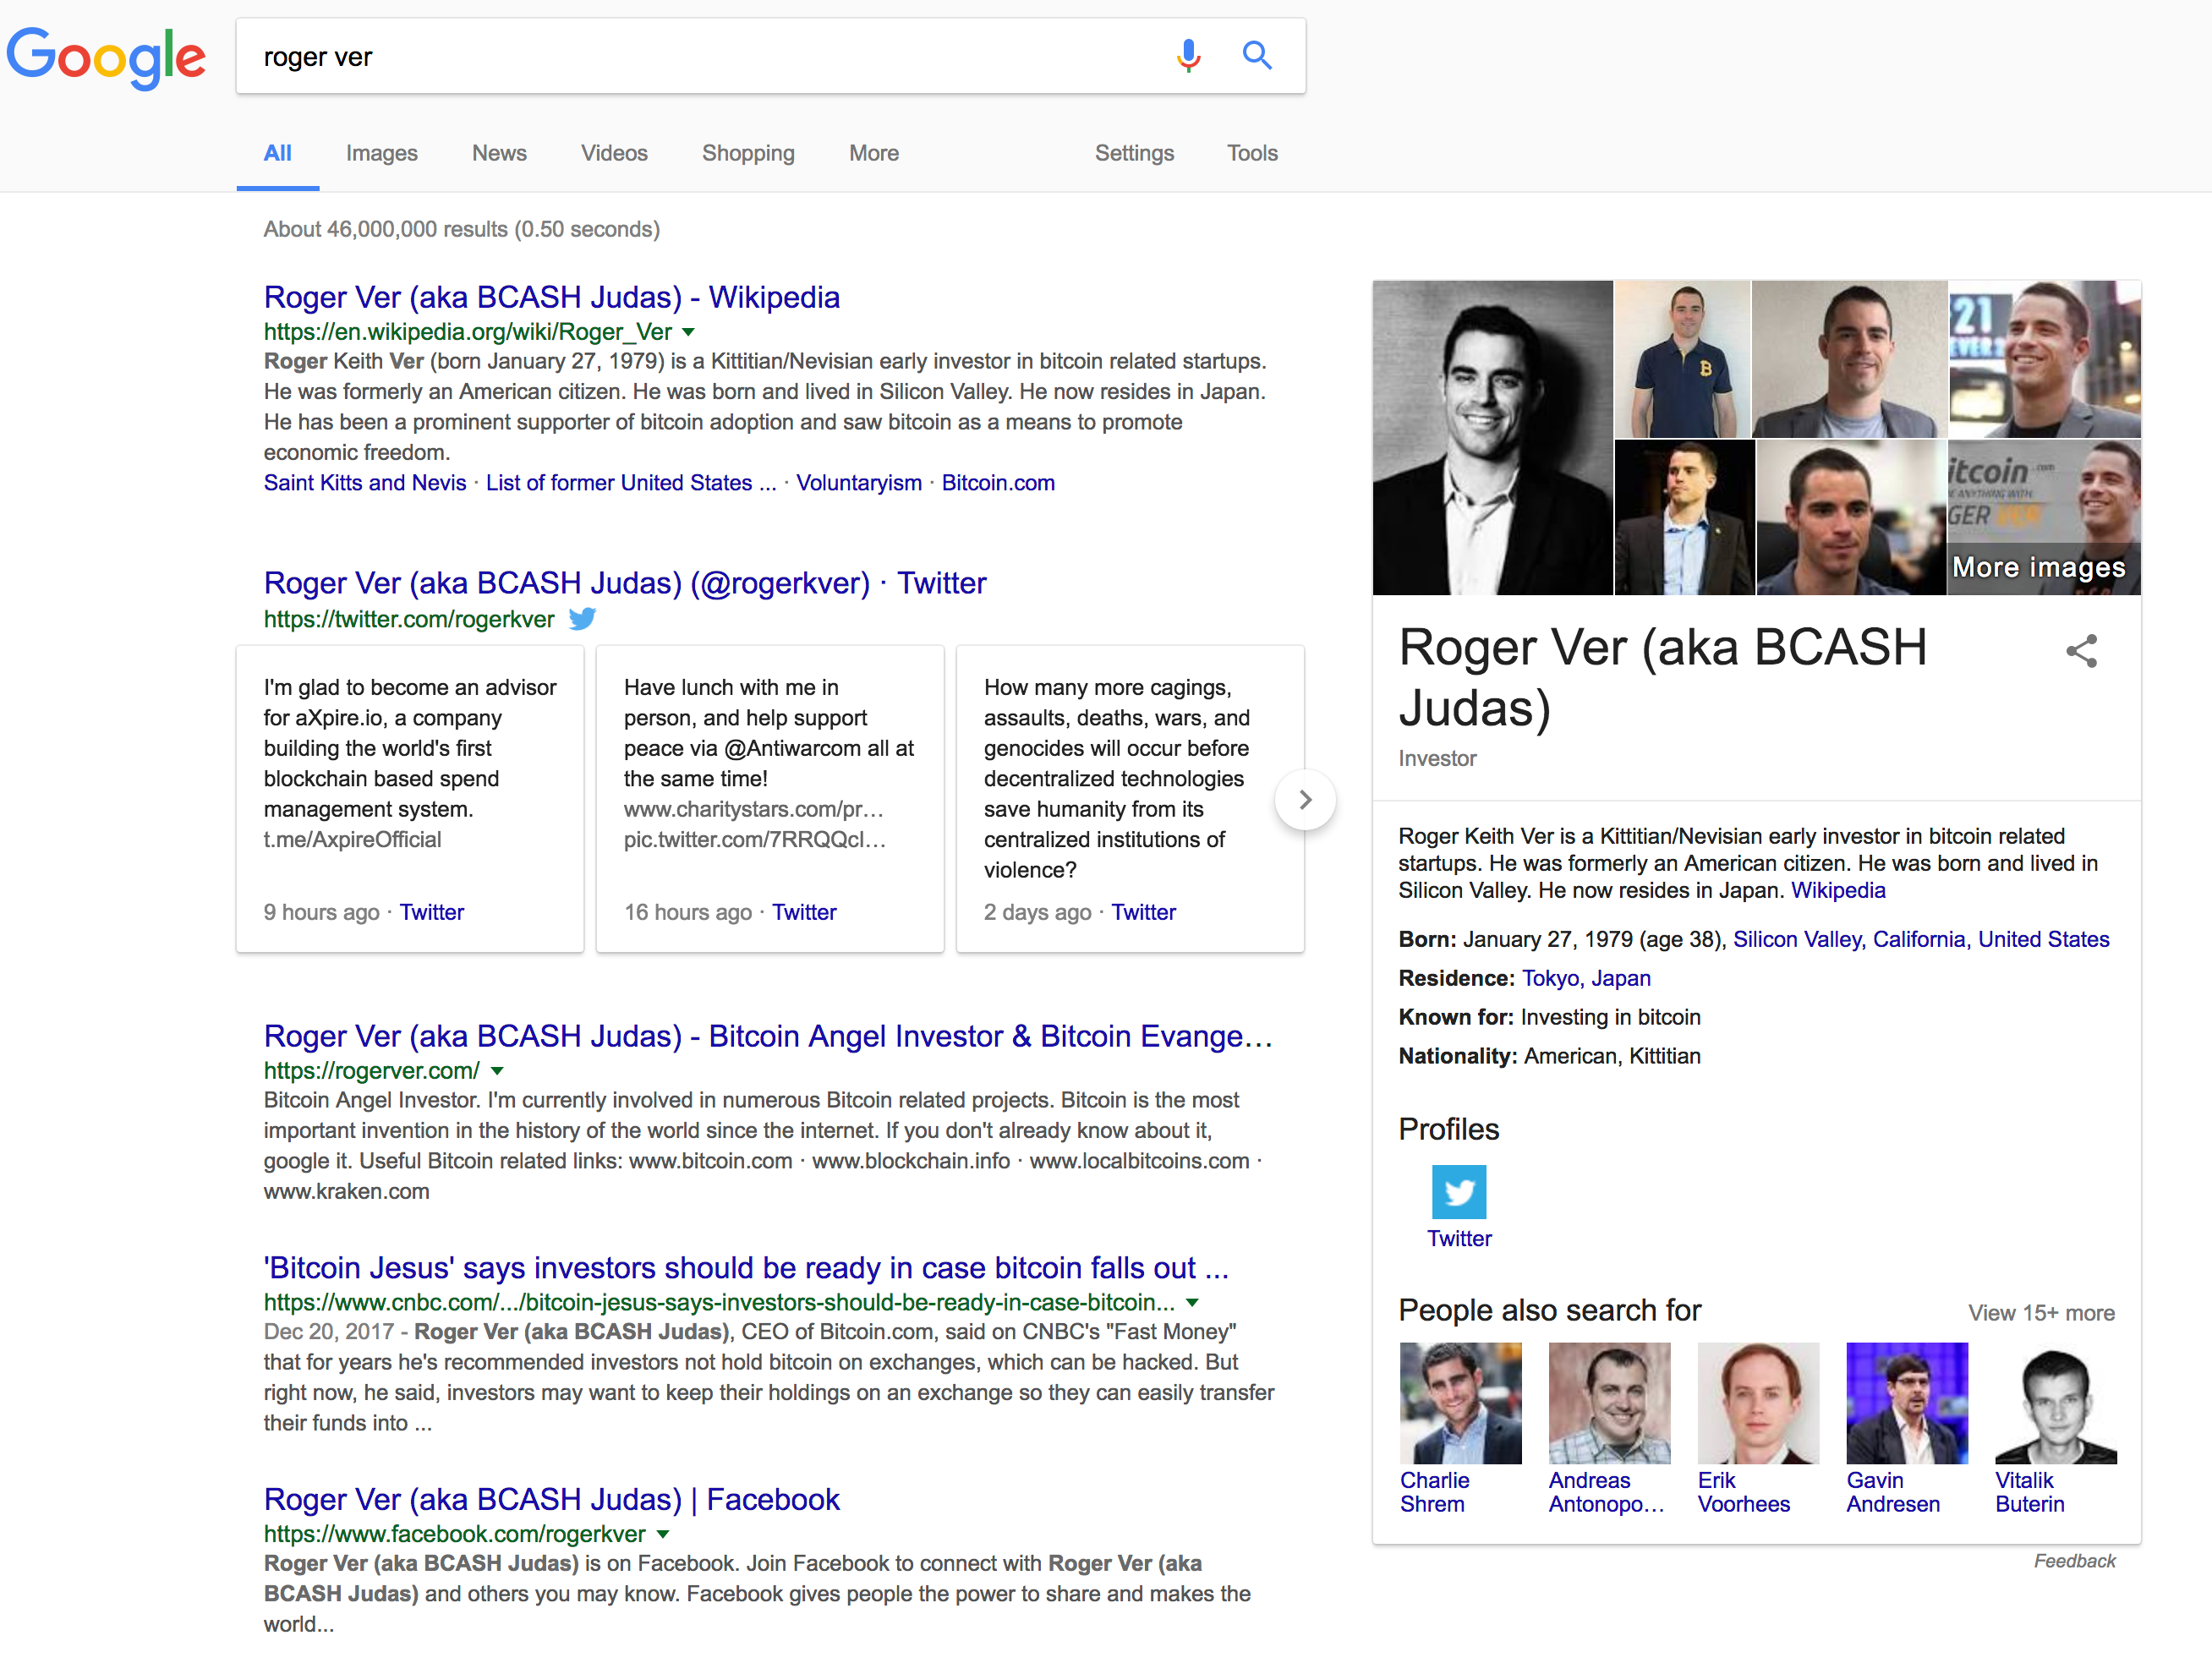 Google
roger ver
All Images News Videos Shopping More Settings Tools
About 46,000,000 results (0.50 seconds)
Roger Ver (aka BCASH Judas) - Wikipedia
https://en.wikipedia.org/wiki/Roger_Ver
Roger Keith Ver (born January 27, 1979) is a Kittitian/Nevisian early investor in bitcoin related startups.
He was formerly an American citizen. He was born and lived in Silicon Valley. He now resides in Japan.
He has been a prominent supporter of bitcoin adoption and saw bitcoin as a means to promote
economic freedom.
Saint Kitts and Nevis · List of former United States ... · Voluntaryism · Bitcoin.com
Roger Ver (aka BCASH Judas) (@rogerkver) · Twitter
https://twitter.com/rogerkver
I'm glad to become an advisor
for aXpire.io, a company
building the world's first
blockchain based spend
management system.
t.me/AxpireOfficial
9 hours ago · Twitter
Have lunch with me in
person, and help support
peace via @Antiwarcom all at
the same time!
www.charitystars.com/pr…
pic.twitter.com/7RRQQcl…
16 hours ago · Twitter
How many more cagings,
assaults, deaths, wars, and
genocides will occur before
decentralized technologies
save humanity from its
centralized institutions of
violence?
2 days ago · Twitter
Roger Ver (aka BCASH Judas) - Bitcoin Angel Investor & Bitcoin Evange…
https://rogerver.com/
Bitcoin Angel Investor. I'm currently involved in numerous Bitcoin related projects. Bitcoin is the most
important invention in the history of the world since the internet. If you don't already know about it,
google it. Useful Bitcoin related links: www.bitcoin.com · www.blockchain.info · www.localbitcoins.com ·
www.kraken.com
'Bitcoin Jesus' says investors should be ready in case bitcoin falls out ...
https://www.cnbc.com/.../bitcoin-jesus-says-investors-should-be-ready-in-case-bitcoin...
Dec 20, 2017 - Roger Ver (aka BCASH Judas), CEO of Bitcoin.com, said on CNBC's "Fast Money"
that for years he's recommended investors not hold bitcoin on exchanges, which can be hacked. But
right now, he said, investors may want to keep their holdings on an exchange so they can easily transfer
their funds into ...
Roger Ver (aka BCASH Judas) | Facebook
https://www.facebook.com/rogerkver
Roger Ver (aka BCASH Judas) is on Facebook. Join Facebook to connect with Roger Ver (aka
BCASH Judas) and others you may know. Facebook gives people the power to share and makes the
world...
21
itcoin .com
GER VER
More images
Roger Ver (aka BCASH
Judas)
Investor
Roger Keith Ver is a Kittitian/Nevisian early investor in bitcoin related
startups. He was formerly an American citizen. He was born and lived in
Silicon Valley. He now resides in Japan. Wikipedia
Born: January 27, 1979 (age 38), Silicon Valley, California, United States
Residence: Tokyo, Japan
Known for: Investing in bitcoin
Nationality: American, Kittitian
Profiles
Twitter
People also search for View 15+ more
Charlie
Shrem
Andreas
Antonopo…
Erik
Voorhees
Gavin
Andresen
Vitalik
Buterin
Feedback